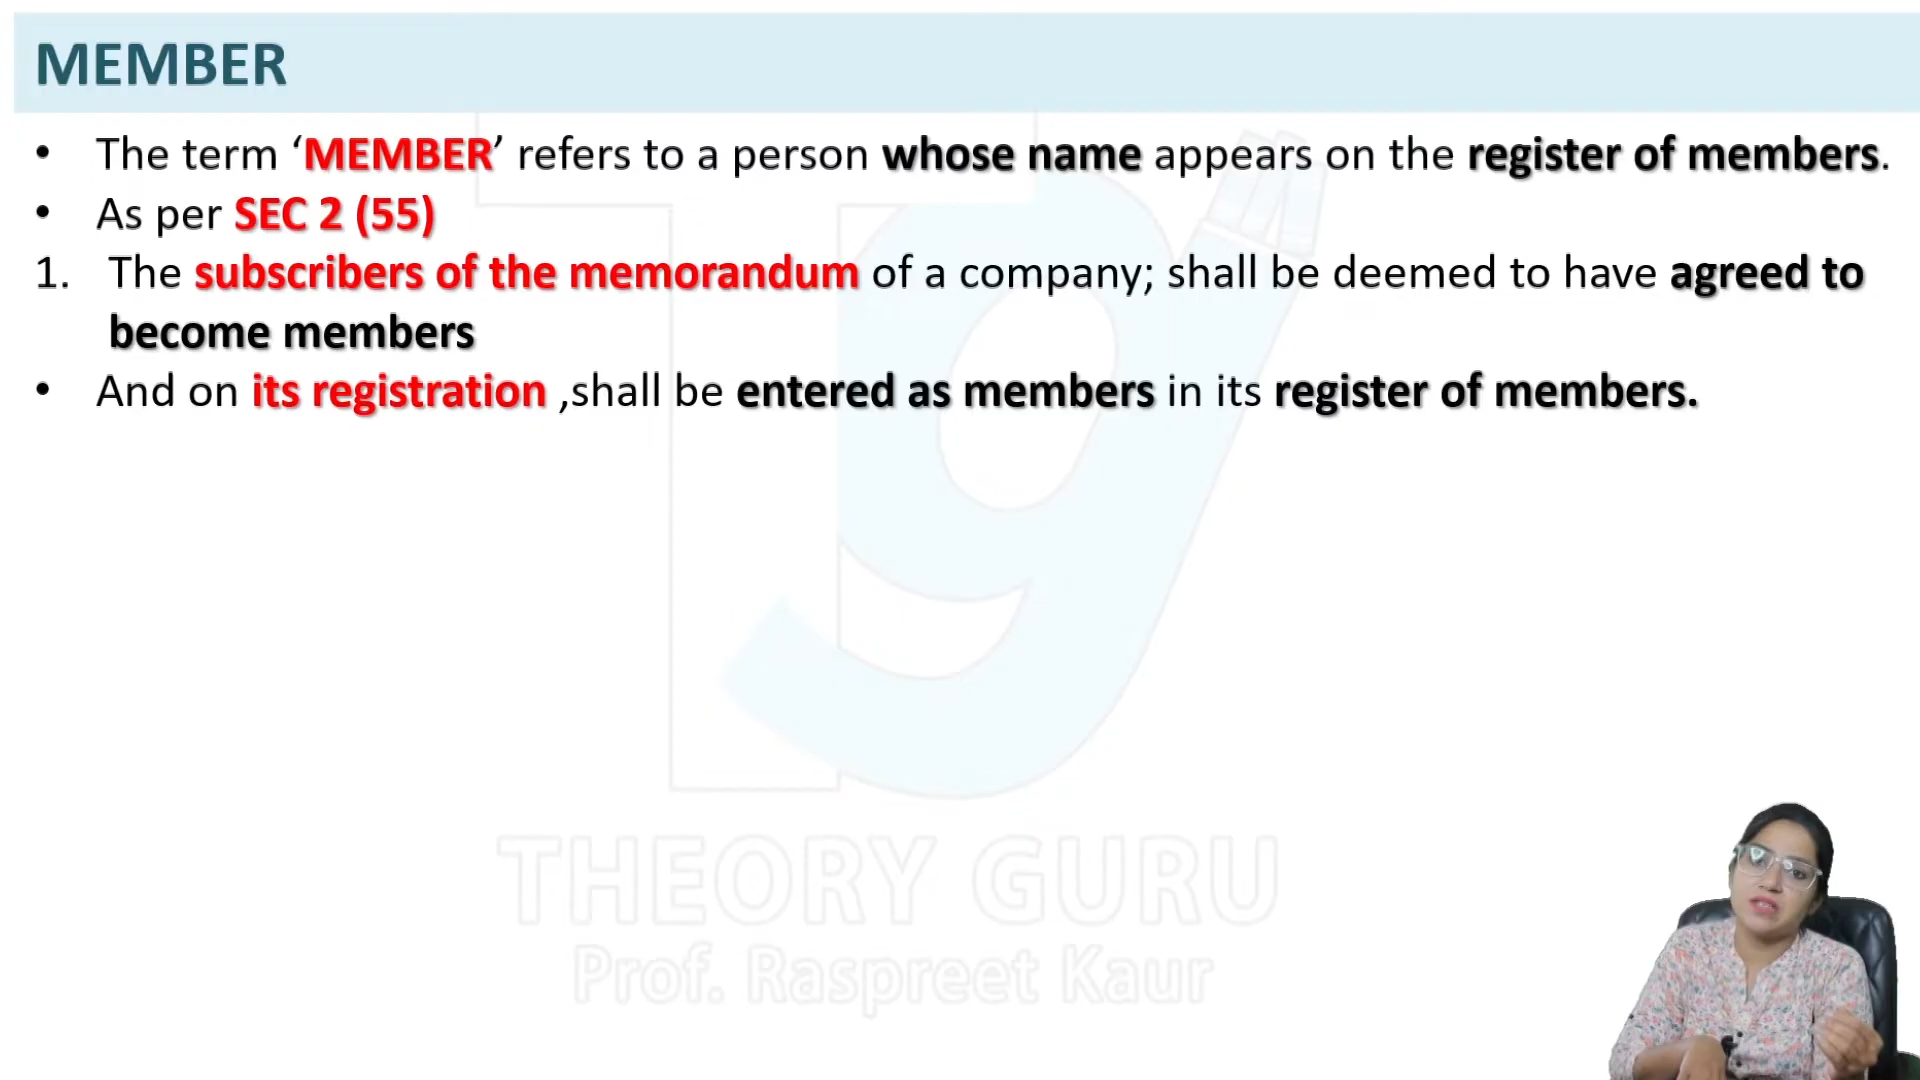 MEMBER
• The term ‘MEMBER’ refers to a person whose name appears on the register of members.
• As per SEC 2 (55)
1. The subscribers of the memorandum of a company; shall be deemed to have agreed to
become members
• And on its registration ,shall be entered as members in its register of members.
T9
THEORY GURU
Prof. Raspreet Kaur